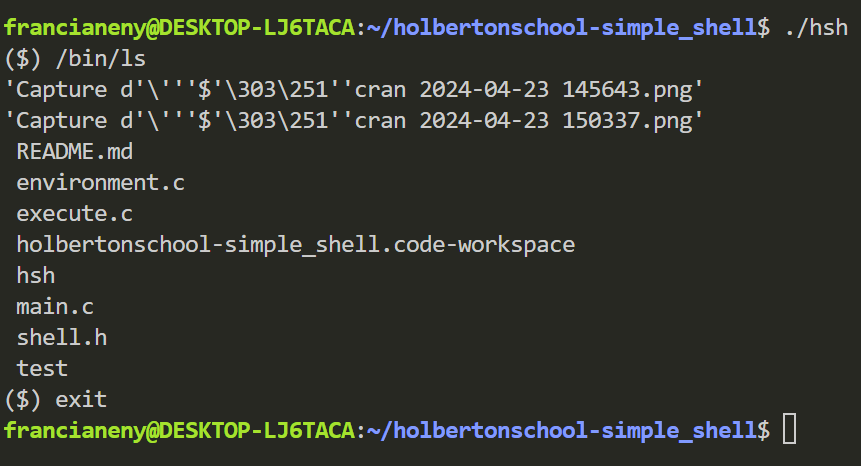 francianeny@DESKTOP-LJ6TACA:~/holbertonschool-simple_shell$ ./hsh
($) /bin/ls
'Capture d'\'''$'\303\251''cran 2024-04-23 145643.png'
'Capture d'\'''$'\303\251''cran 2024-04-23 150337.png'
README.md
environment.c
execute.c
holbertonschool-simple_shell.code-workspace
hsh
main.c
shell.h
test
($) exit
francianeny@DESKTOP-LJ6TACA:~/holbertonschool-simple_shell$